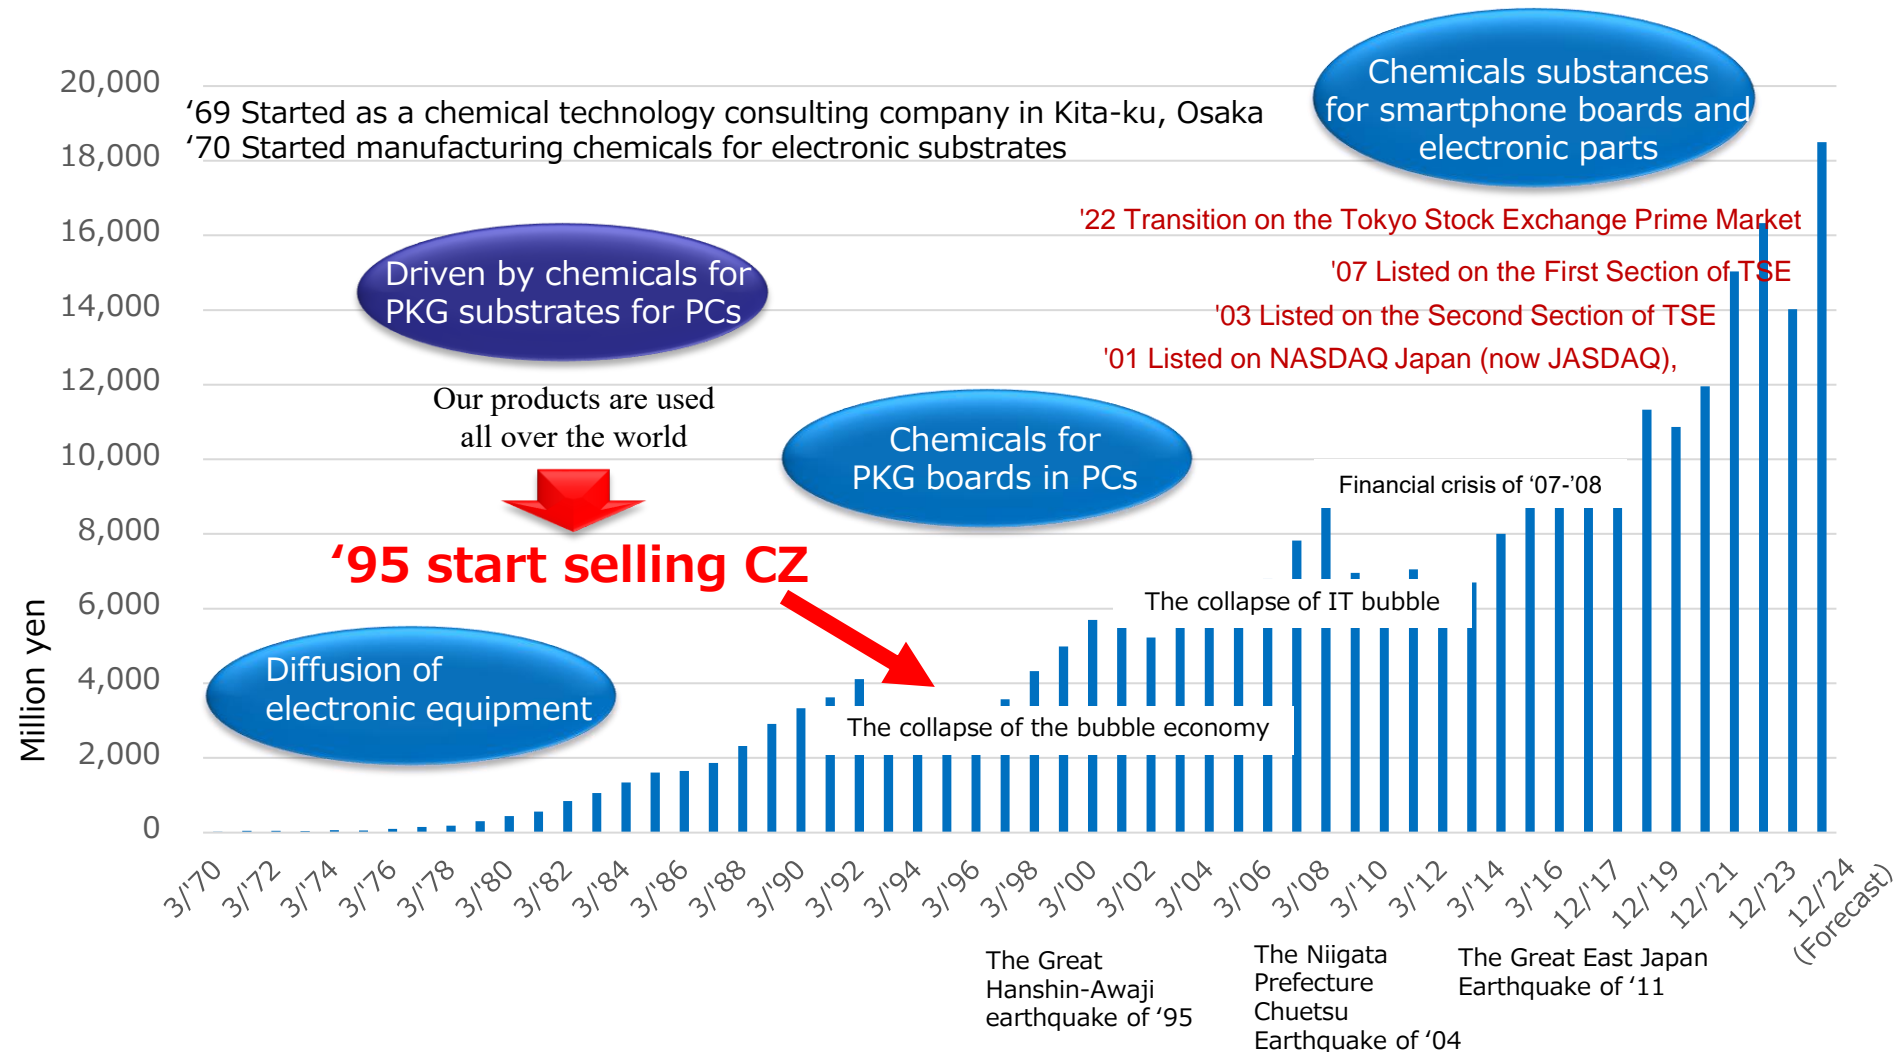 20,000
18,000
16,000
14,000
12,000
10,000
8,000
6,000
4,000
2,000
0
Million yen
‘69 Started as a chemical technology consulting company in Kita-ku, Osaka
‘70 Started manufacturing chemicals for electronic substrates
Chemicals substances
for smartphone boards and
electronic parts
'22 Transition on the Tokyo Stock Exchange Prime Market
'07 Listed on the First Section of TSE
'03 Listed on the Second Section of TSE
'01 Listed on NASDAQ Japan (now JASDAQ),
Driven by chemicals for
PKG substrates for PCs
Our products are used
all over the world
‘95 start selling CZ
Chemicals for
PKG boards in PCs
Financial crisis of ‘07-’08
The collapse of IT bubble
Diffusion of
electronic equipment
The collapse of the bubble economy
3/'70
3/'72
3/'74
3/'76
3/'78
3/'80
3/'82
3/'84
3/'86
3/'88
3/'90
3/'92
3/'94
3/'96
3/'98
3/'00
3/'02
3/'04
3/'06
3/'08
3/'10
3/'12
3/'14
3/'16
12/'17
12/'19
12/'21
12/'23
12/'24
(Forecast)
The Great
Hanshin-Awaji
earthquake of ‘95
The Niigata
Prefecture
Chuetsu
Earthquake of ‘04
The Great East Japan
Earthquake of ‘11